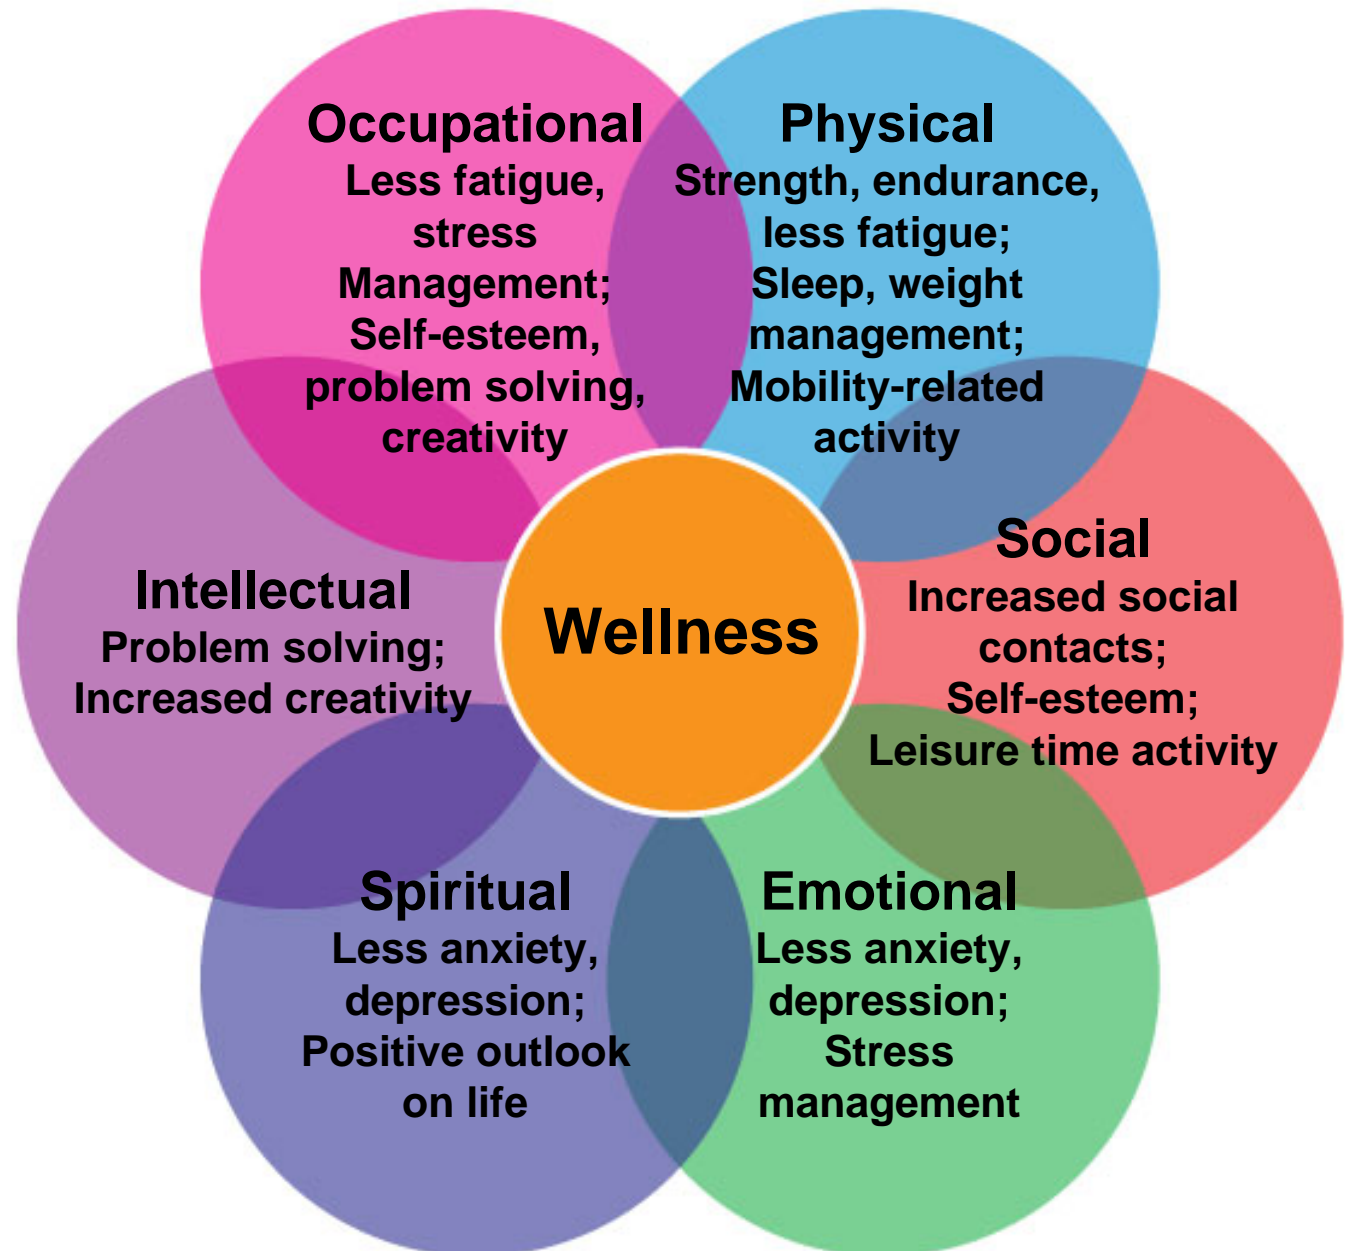 Occupational
Less fatigue,
stress
Management;
Self-esteem,
problem solving,
creativity
Physical
Strength, endurance,
less fatigue;
Sleep, weight
management;
Mobility-related
activity
Social
Increased social
contacts;
Self-esteem;
Leisure time activity
Intellectual
Problem solving;
Increased creativity
Wellness
Spiritual
Less anxiety,
depression;
Positive outlook
on life
Emotional
Less anxiety,
depression;
Stress
management